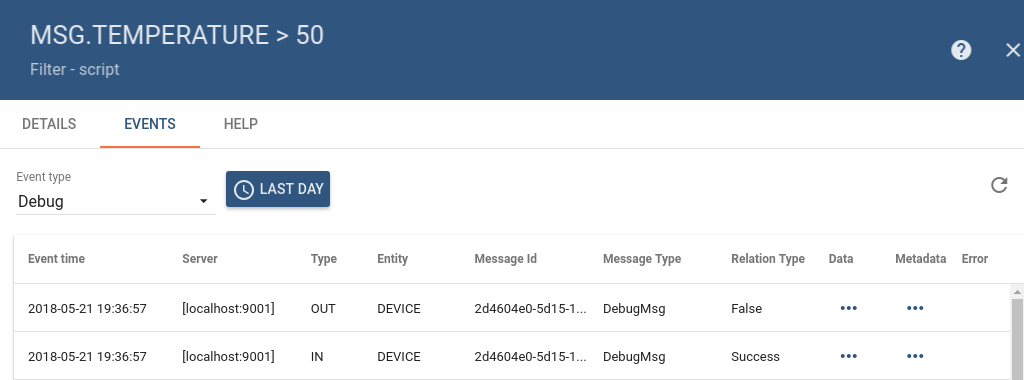 MSG.TEMPERATURE > 50
Filter - script
DETAILS EVENTS HELP
Event type
Debug
LAST DAY
Event time Server Type Entity Message Id Message Type Relation Type Data Metadata Error
2018-05-21 19:36:57 [localhost:9001] OUT DEVICE 2d4604e0-5d15-1... DebugMsg False ••• •••
2018-05-21 19:36:57 [localhost:9001] IN DEVICE 2d4604e0-5d15-1... DebugMsg Success ••• •••